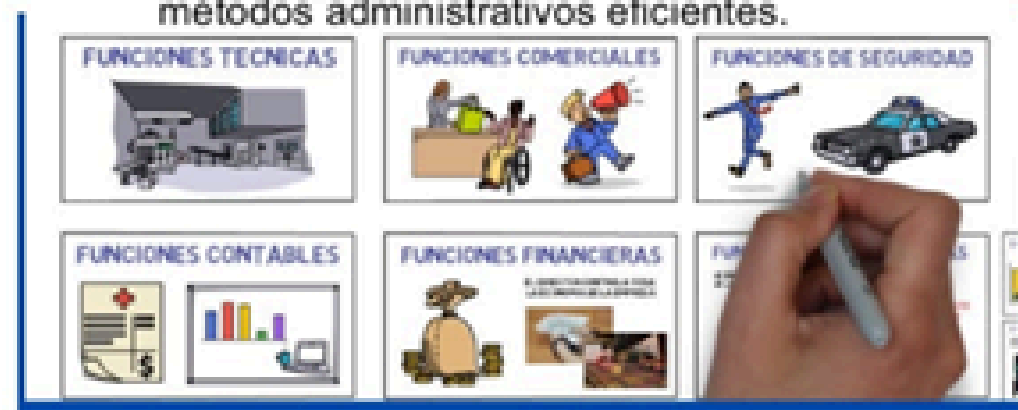 métodos administrativos eficientes.
FUNCIONES TECNICAS
FUNCIONES COMERCIALES
FUNCIONES DE SEGURIDAD
FUNCIONES CONTABLES
FUNCIONES FINANCIERAS
$